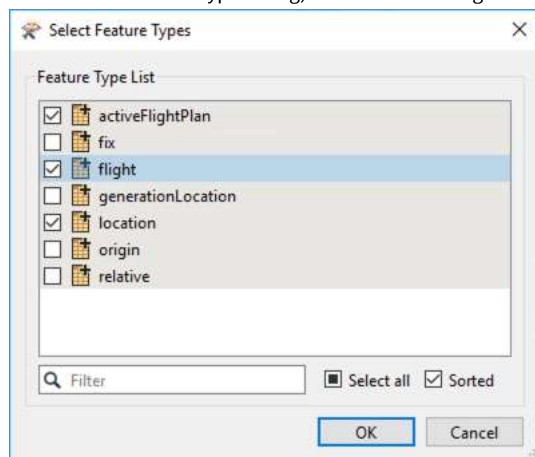 Select Feature Types
Feature Type List
activeFlightPlan
fix
flight
generationLocation
location
origin
relative
Filter
Select all
Sorted
OK
Cancel